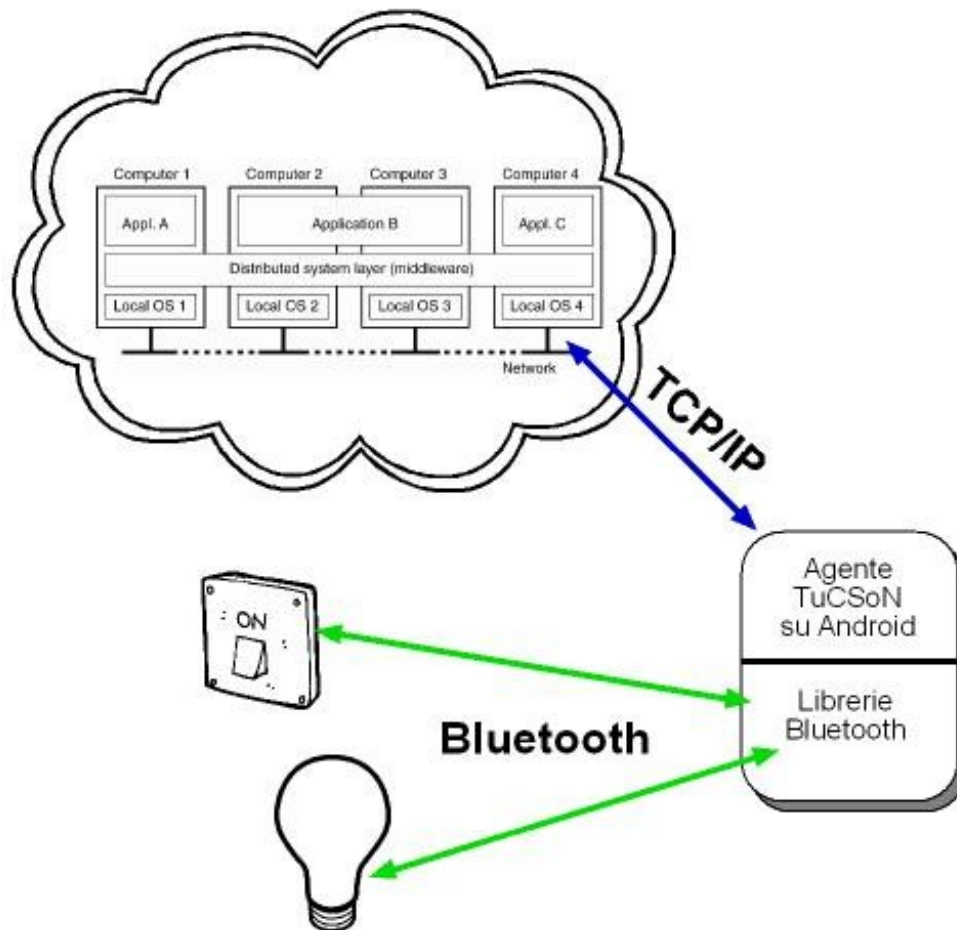 Computer 1 Computer 2 Computer 3 Computer 4
Appl. A Application B Appl. C
Distributed system layer (middleware)
Local OS 1 Local OS 2 Local OS 3 Local OS 4
Network
TCP/IP
Agente
TuCSoN
su Android
ON
Librerie
Bluetooth
Bluetooth